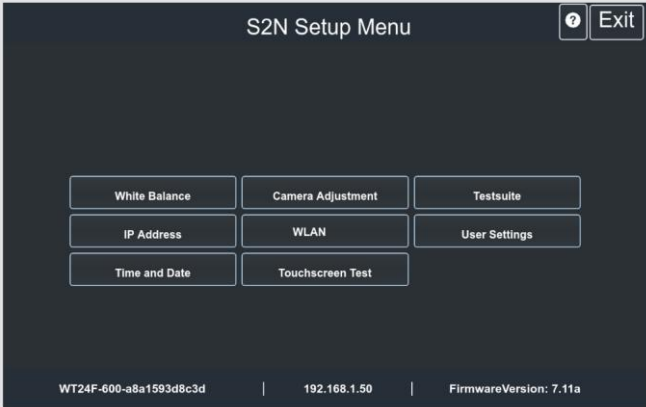 S2N Setup Menu ? Exit
White Balance Camera Adjustment Testsuite
IP Address WLAN User Settings
Time and Date Touchscreen Test
WT24F-600-a8a1593d8c3d | 192.168.1.50 | FirmwareVersion: 7.11a